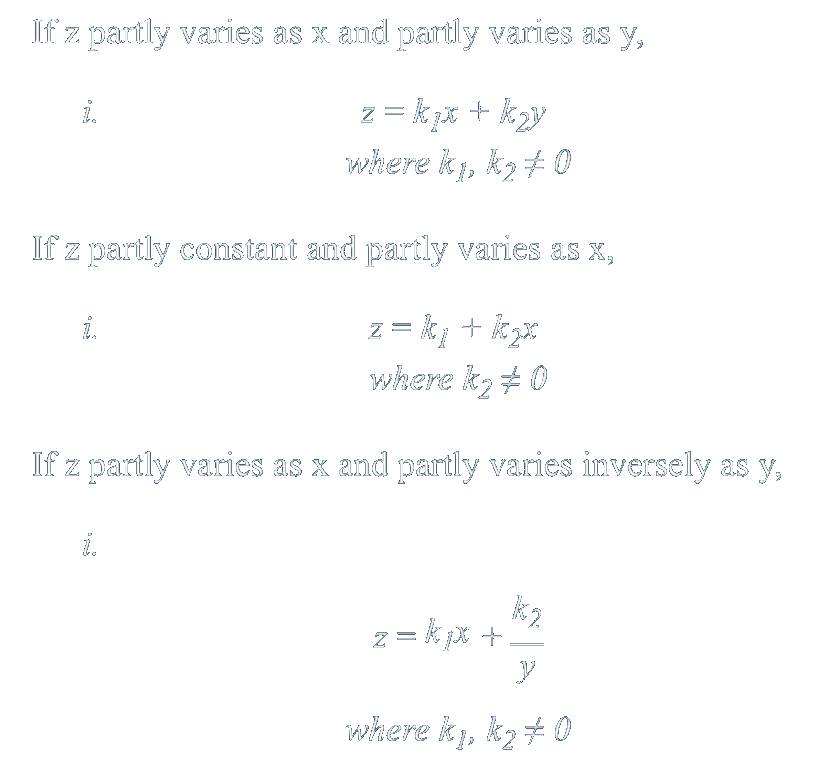 If z partly varies as x and partly varies as y,
i. z = k₁x + k₂y
where k₁, k₂ ≠ 0
If z partly constant and partly varies as x,
i. z = k₁ + k₂x
where k₂ ≠ 0
If z partly varies as x and partly varies inversely as y,
i.
z = k₁x + k₂/y
where k₁, k₂ ≠ 0